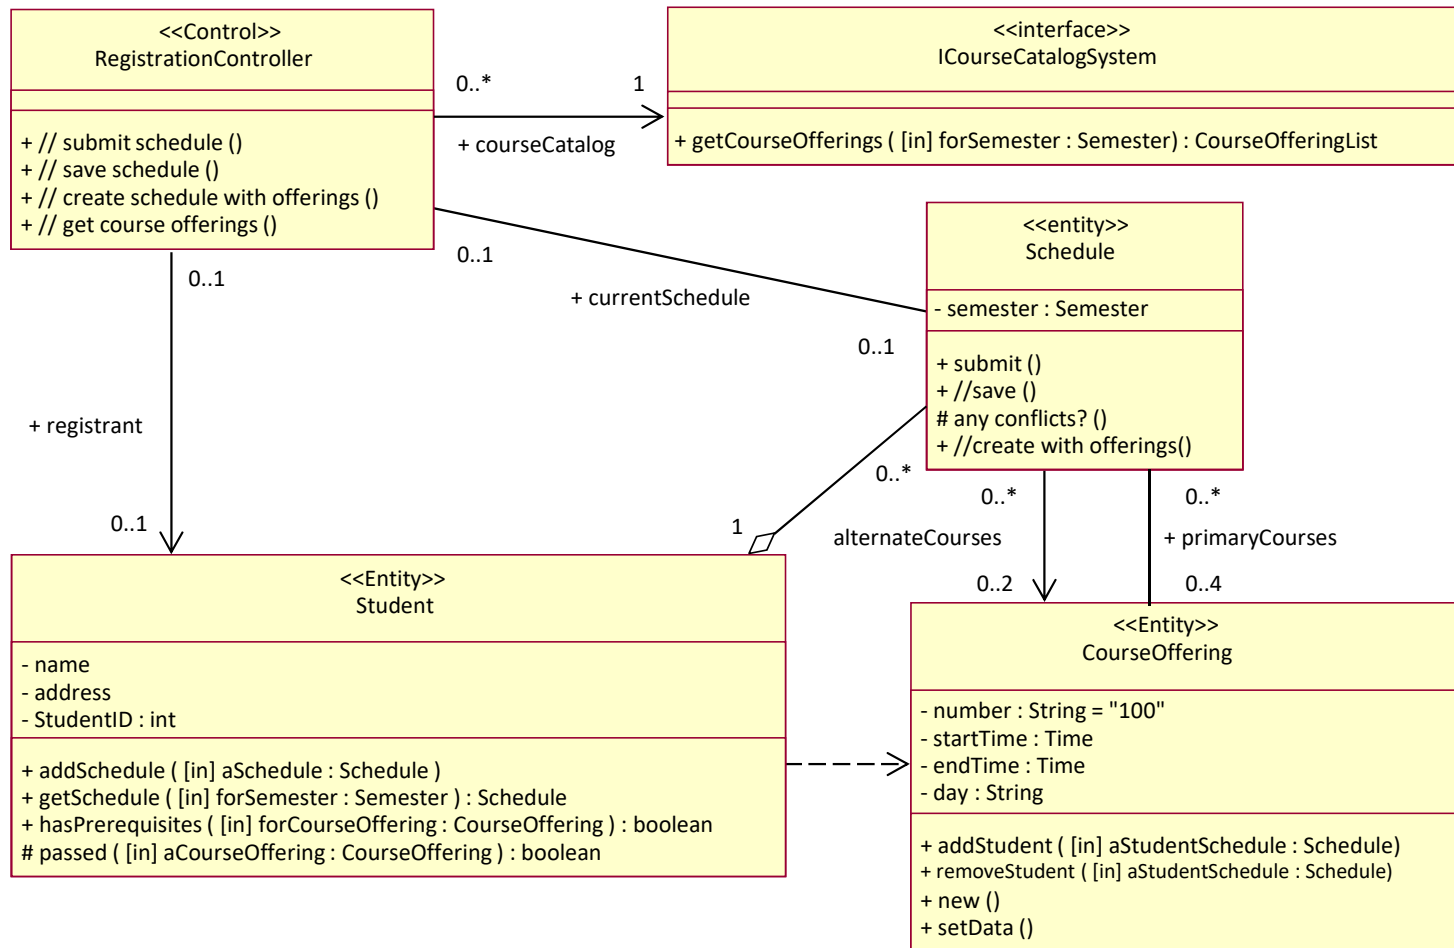 <<Control>>
RegistrationController
+ // submit schedule ()
+ // save schedule ()
+ // create schedule with offerings ()
+ // get course offerings ()
0..*
1
+ courseCatalog
<<interface>>
ICourseCatalogSystem
+ getCourseOfferings ( [in] forSemester : Semester) : CourseOfferingList
0..1
+ currentSchedule
0..1
<<entity>>
Schedule
- semester : Semester
+ submit ()
+ //save ()
# any conflicts? ()
+ //create with offerings()
0..1
+ registrant
0..1
0..*
1
0..*
alternateCourses
0..2
0..*
+ primaryCourses
0..4
<<Entity>>
Student
- name
- address
- StudentID : int
+ addSchedule ( [in] aSchedule : Schedule )
+ getSchedule ( [in] forSemester : Semester ) : Schedule
+ hasPrerequisites ( [in] forCourseOffering : CourseOffering ) : boolean
# passed ( [in] aCourseOffering : CourseOffering ) : boolean
<<Entity>>
CourseOffering
- number : String = "100"
- startTime : Time
- endTime : Time
- day : String
+ addStudent ( [in] aStudentSchedule : Schedule)
+ removeStudent ( [in] aStudentSchedule : Schedule)
+ new ()
+ setData ()